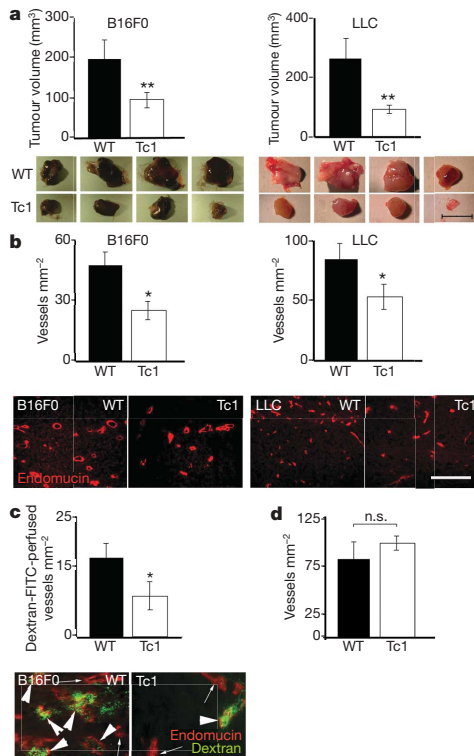 a
B16F0
LLC
Tumour volume (mm³)
300
200
100
0
**
WT
Tc1
Tumour volume (mm³)
400
200
0
**
WT
Tc1
WT
Tc1
b
B16F0
LLC
Vessels mm⁻²
60
30
0
*
WT
Tc1
Vessels mm⁻²
100
50
0
*
WT
Tc1
B16F0
WT
Tc1
Endomucin
LLC
WT
Tc1
c
Dextran-FITC-perfused
vessels mm⁻²
25
15
0
*
WT
Tc1
d
Vessels mm⁻²
125
75
25
0
n.s.
WT
Tc1
B16F0
WT
Tc1
Endomucin
Dextran